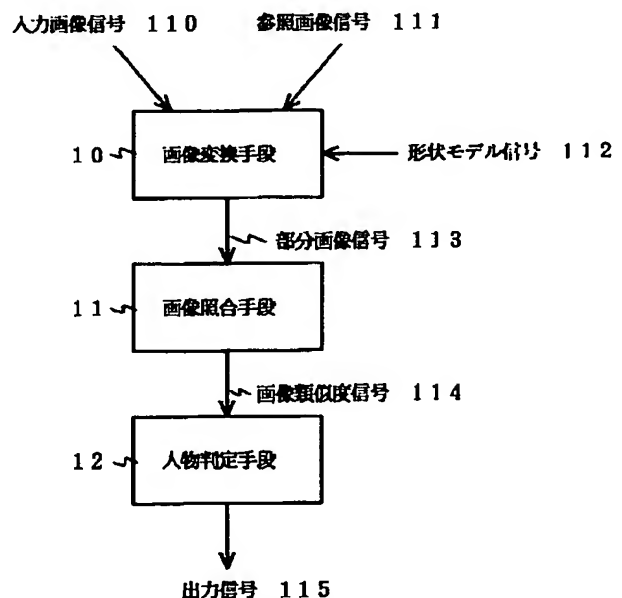 入力画像信号 110 参照画像信号 111
10 画像変換手段 形状モデル信号 112
部分画像信号 113
11 画像照合手段
画像類似度信号 114
12 人物判定手段
出力信号 115